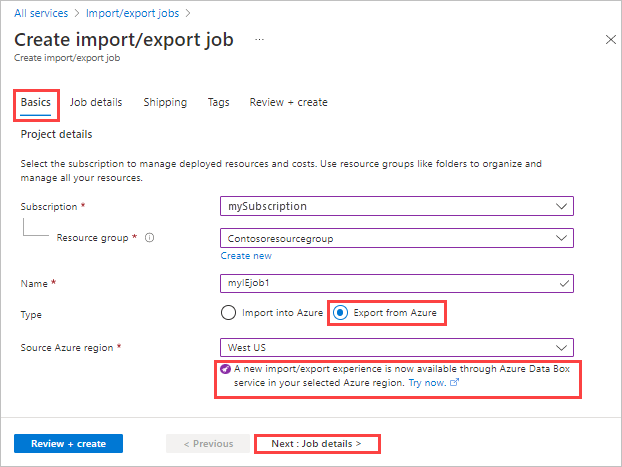 All services > Import/export jobs >
Create import/export job ...
Create import/export job
Basics Job details Shipping Tags Review + create
Project details
Select the subscription to manage deployed resources and costs. Use resource groups like folders to organize and
manage all your resources.
Subscription * mySubscription
Resource group * Contosoresourcegroup
Create new
Name * myIEjob1
Type Import into Azure Export from Azure
Source Azure region * West US
A new import/export experience is now available through Azure Data Box
service in your selected Azure region. Try now.
Review + create < Previous Next : Job details >